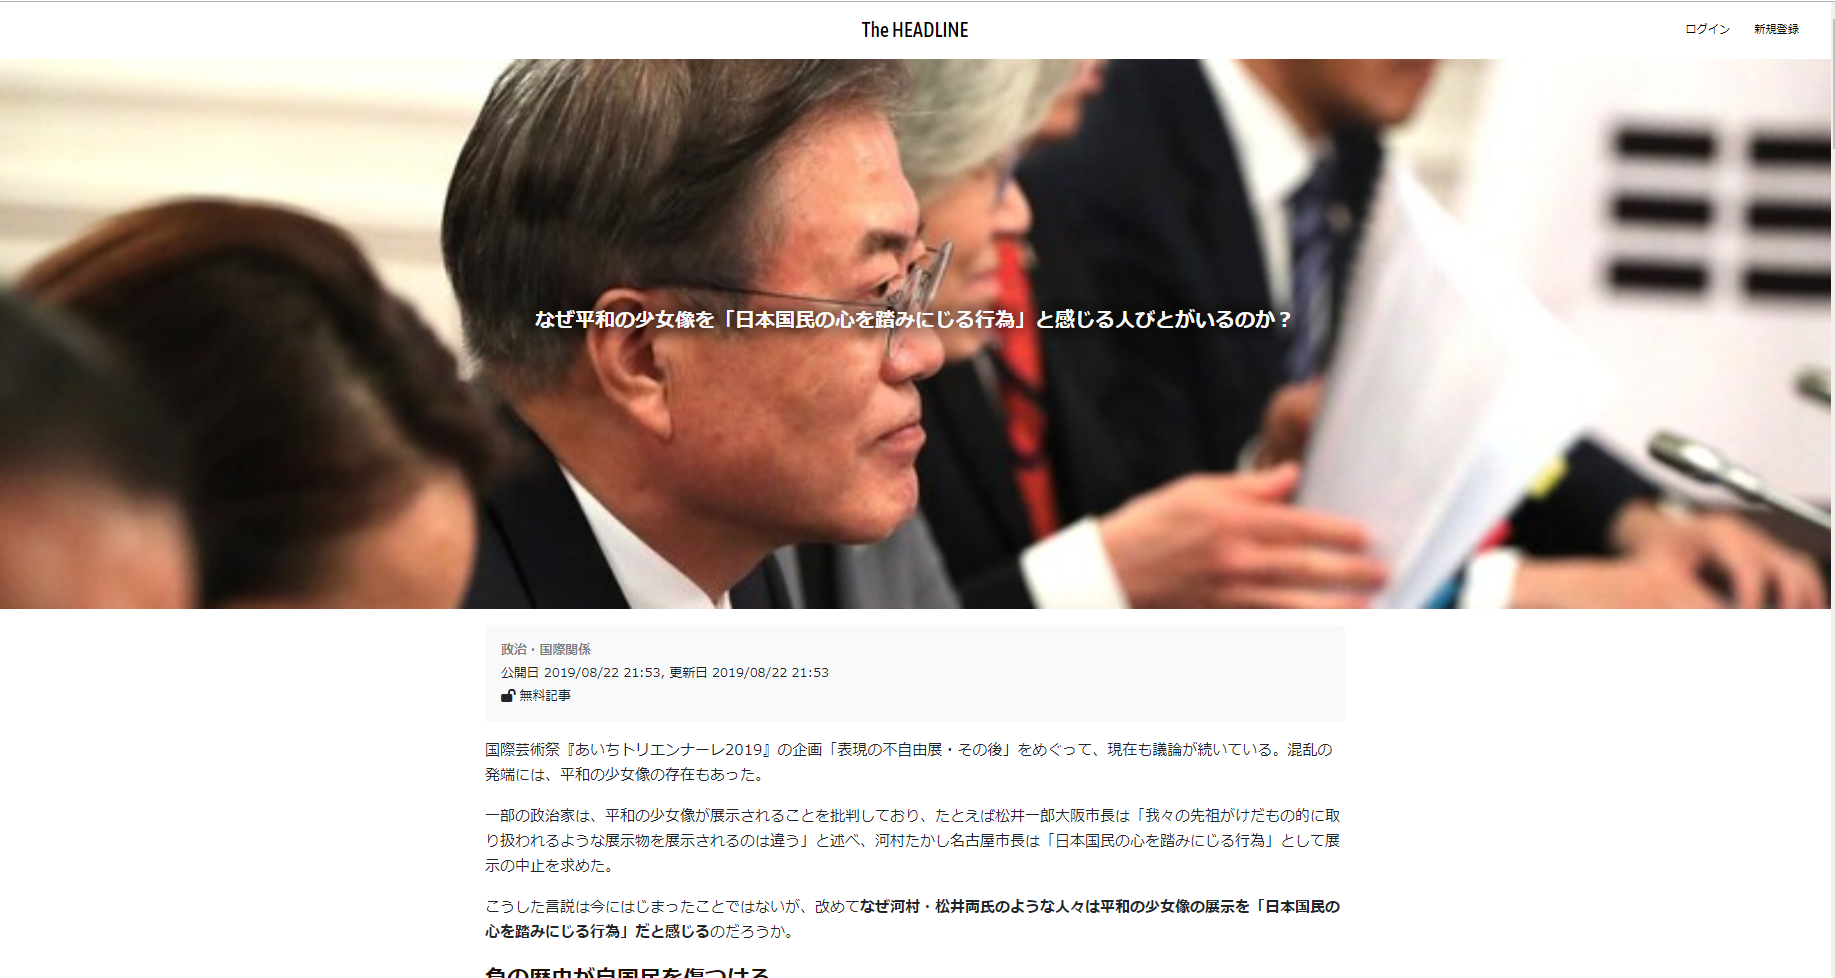 The HEADLINE
ログイン 新規登録
なぜ平和の少女像を「日本国民の心を踏みにじる行為」と感じる人びとがいるのか？
政治・国際関係
公開日 2019/08/22 21:53, 更新日 2019/08/22 21:53
無料記事
国際芸術祭『あいちトリエンナーレ2019』の企画「表現の不自由展・その後」をめぐって、現在も議論が続いている。混乱の
発端には、平和の少女像の存在もあった。
一部の政治家は、平和の少女像が展示されることを批判しており、たとえば松井一郎大阪市長は「我々の先祖がけだもの的に取
り扱われるような展示物を展示されるのは違う」と述べ、河村たかし名古屋市長は「日本国民の心を踏みにじる行為」として展
示の中止を求めた。
こうした言説は今にはじまったことではないが、改めてなぜ河村・松井両氏のような人々は平和の少女像の展示を「日本国民の
心を踏みにじる行為」だと感じるのだろうか。
負の歴史が自国民を傷つける